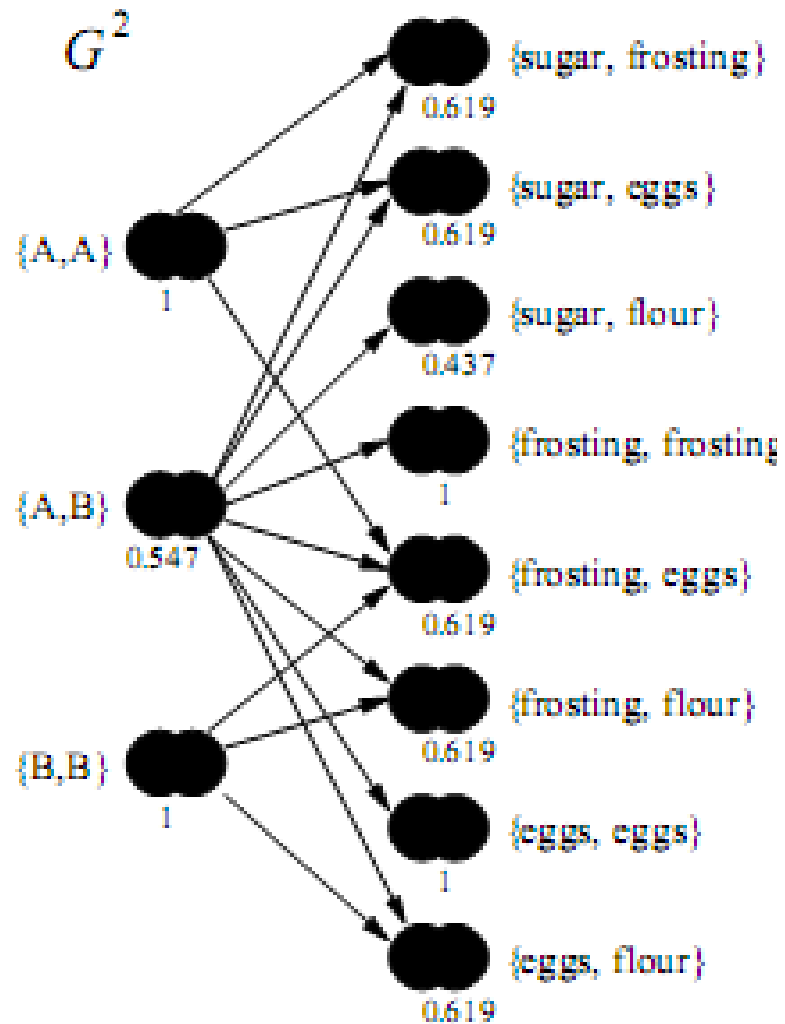 G²
{sugar, frosting}
0.619
{sugar, eggs}
0.619
{A,A}
1
{sugar, flour}
0.437
{frosting, frosting
1
{A,B}
0.547
{frosting, eggs}
0.619
{frosting, flour}
0.619
{B,B}
1
{eggs, eggs}
1
{eggs, flour}
0.619